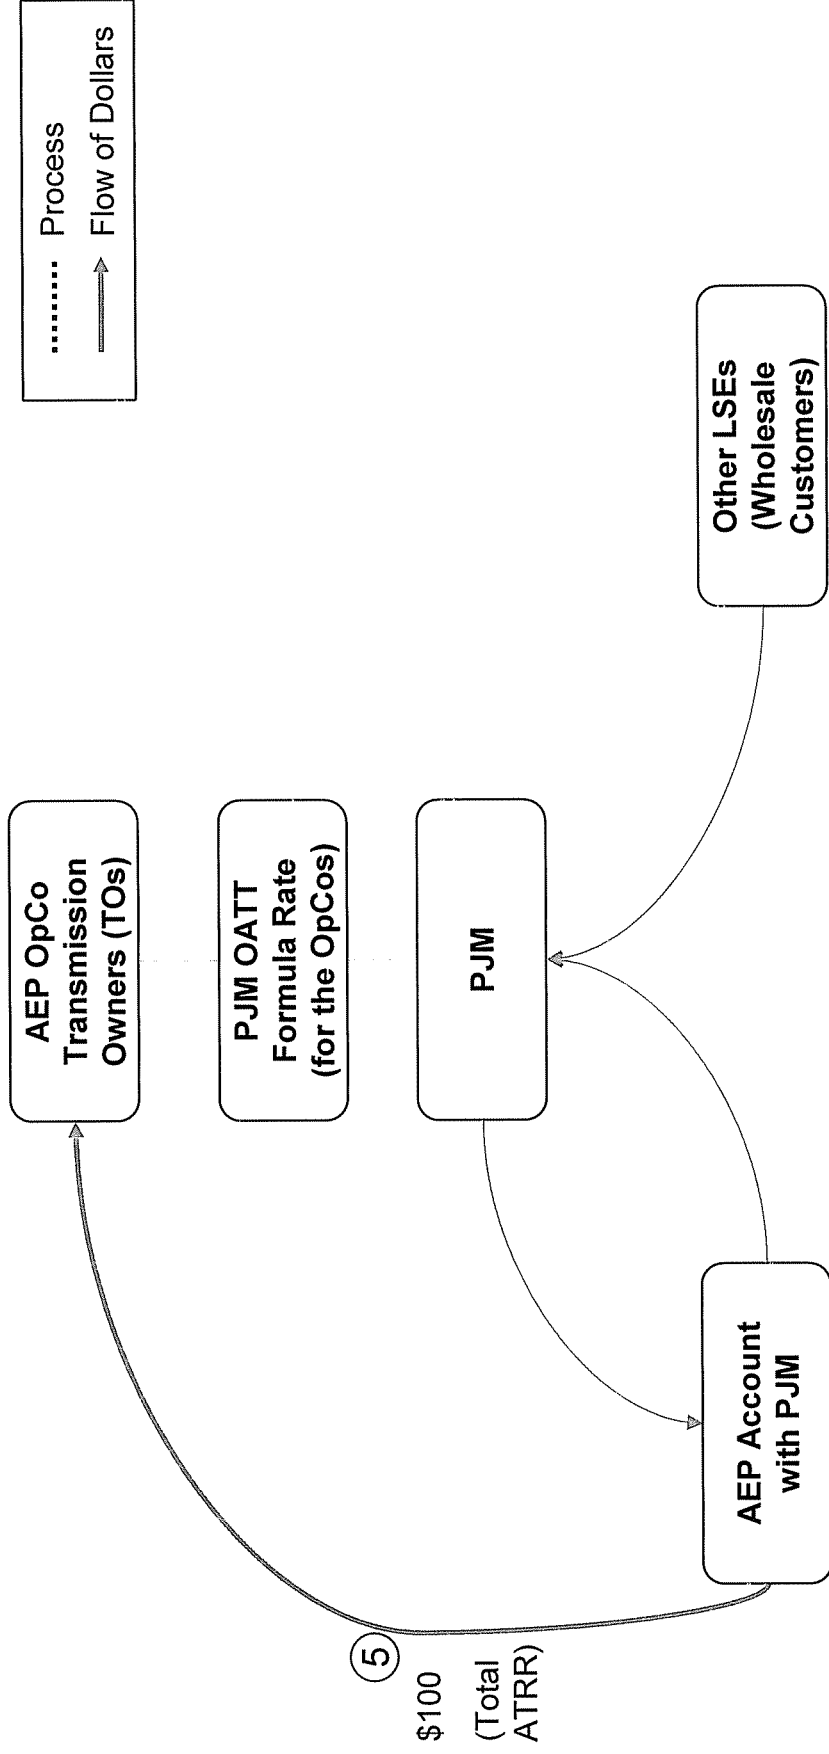 Process
Flow of Dollars
AEP OpCo
Transmission
Owners (TOs)
PJM OATT
Formula Rate
(for the OpCos)
5
$100
(Total
ATRR)
PJM
AEP Account
with PJM
Other LSEs
(Wholesale
Customers)